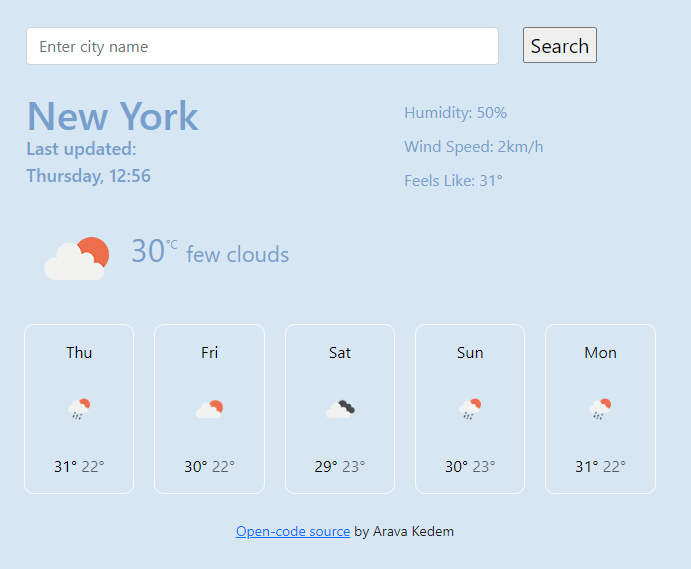 Enter city name
Search
New York
Last updated:
Thursday, 12:56
Humidity: 50%
Wind Speed: 2km/h
Feels Like: 31°
30°C few clouds
Thu
Fri
Sat
Sun
Mon
31° 22°
30° 22°
29° 23°
30° 23°
31° 22°
Open-code source by Arava Kedem